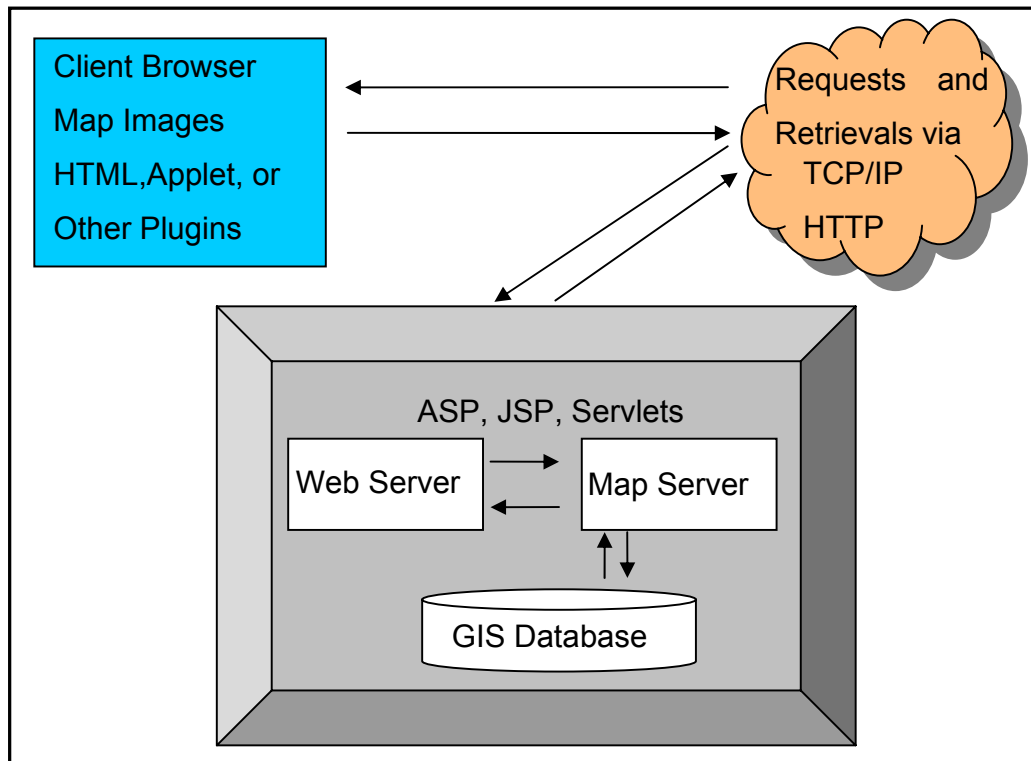 Client Browser
Map Images
HTML,Applet, or
Other Plugins
Requests and
Retrievals via
TCP/IP
HTTP
ASP, JSP, Servlets
Web Server
Map Server
GIS Database